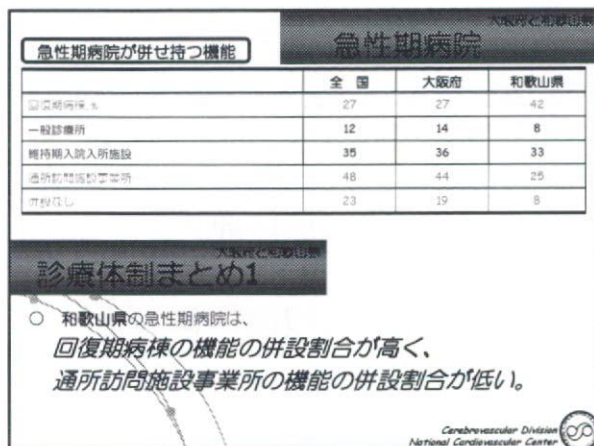 大阪府と和歌山県
急性期病院
急性期病院が併せ持つ機能
全 国 大阪府 和歌山県
回復期病棟,% 27 27 42
一般診療所 12 14 8
維持期入院入所施設 35 36 33
通所訪問施設事業所 48 44 25
併設なし 23 19 8
大阪府と和歌山県
診療体制まとめ1
○ 和歌山県の急性期病院は、
回復期病棟の機能の併設割合が高く、
通所訪問施設事業所の機能の併設割合が低い。
Cerebrovascular Division
National Cardiovascular Center